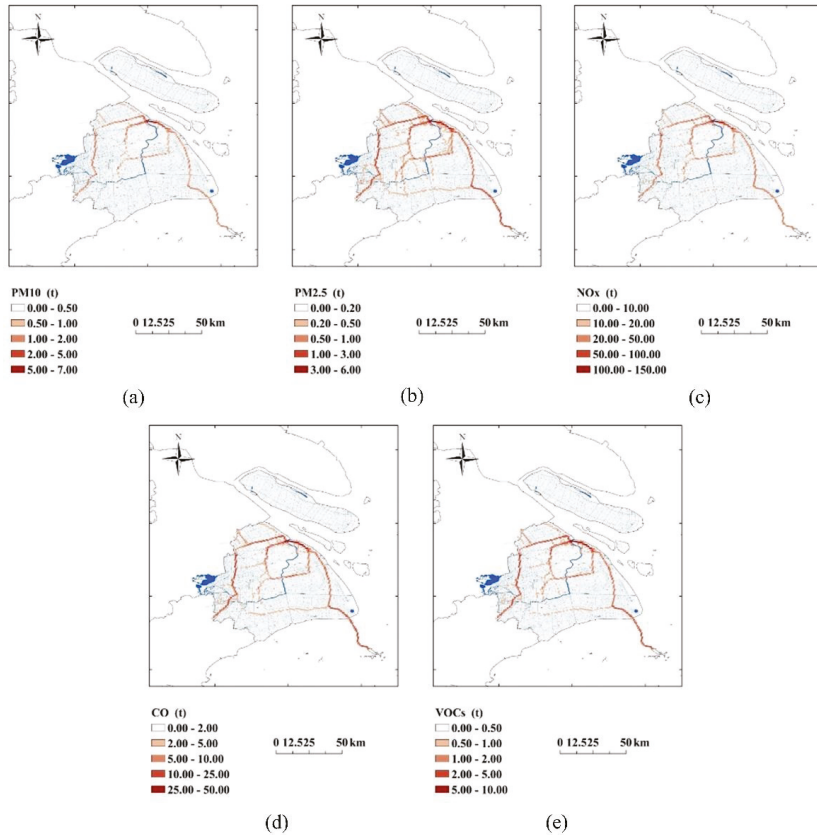 N
N
N
PM10 (t)
0.00 - 0.50
0.50 - 1.00
1.00 - 2.00
2.00 - 5.00
5.00 - 7.00
0 12.525 50 km
(a)
PM2.5 (t)
0.00 - 0.20
0.20 - 0.50
0.50 - 1.00
1.00 - 3.00
3.00 - 6.00
0 12.525 50 km
(b)
NOx (t)
0.00 - 10.00
10.00 - 20.00
20.00 - 50.00
50.00 - 100.00
100.00 - 150.00
0 12.525 50 km
(c)
N
N
CO (t)
0.00 - 2.00
2.00 - 5.00
5.00 - 10.00
10.00 - 25.00
25.00 - 50.00
0 12.525 50 km
(d)
VOCs (t)
0.00 - 0.50
0.50 - 1.00
1.00 - 2.00
2.00 - 5.00
5.00 - 10.00
0 12.525 50 km
(e)